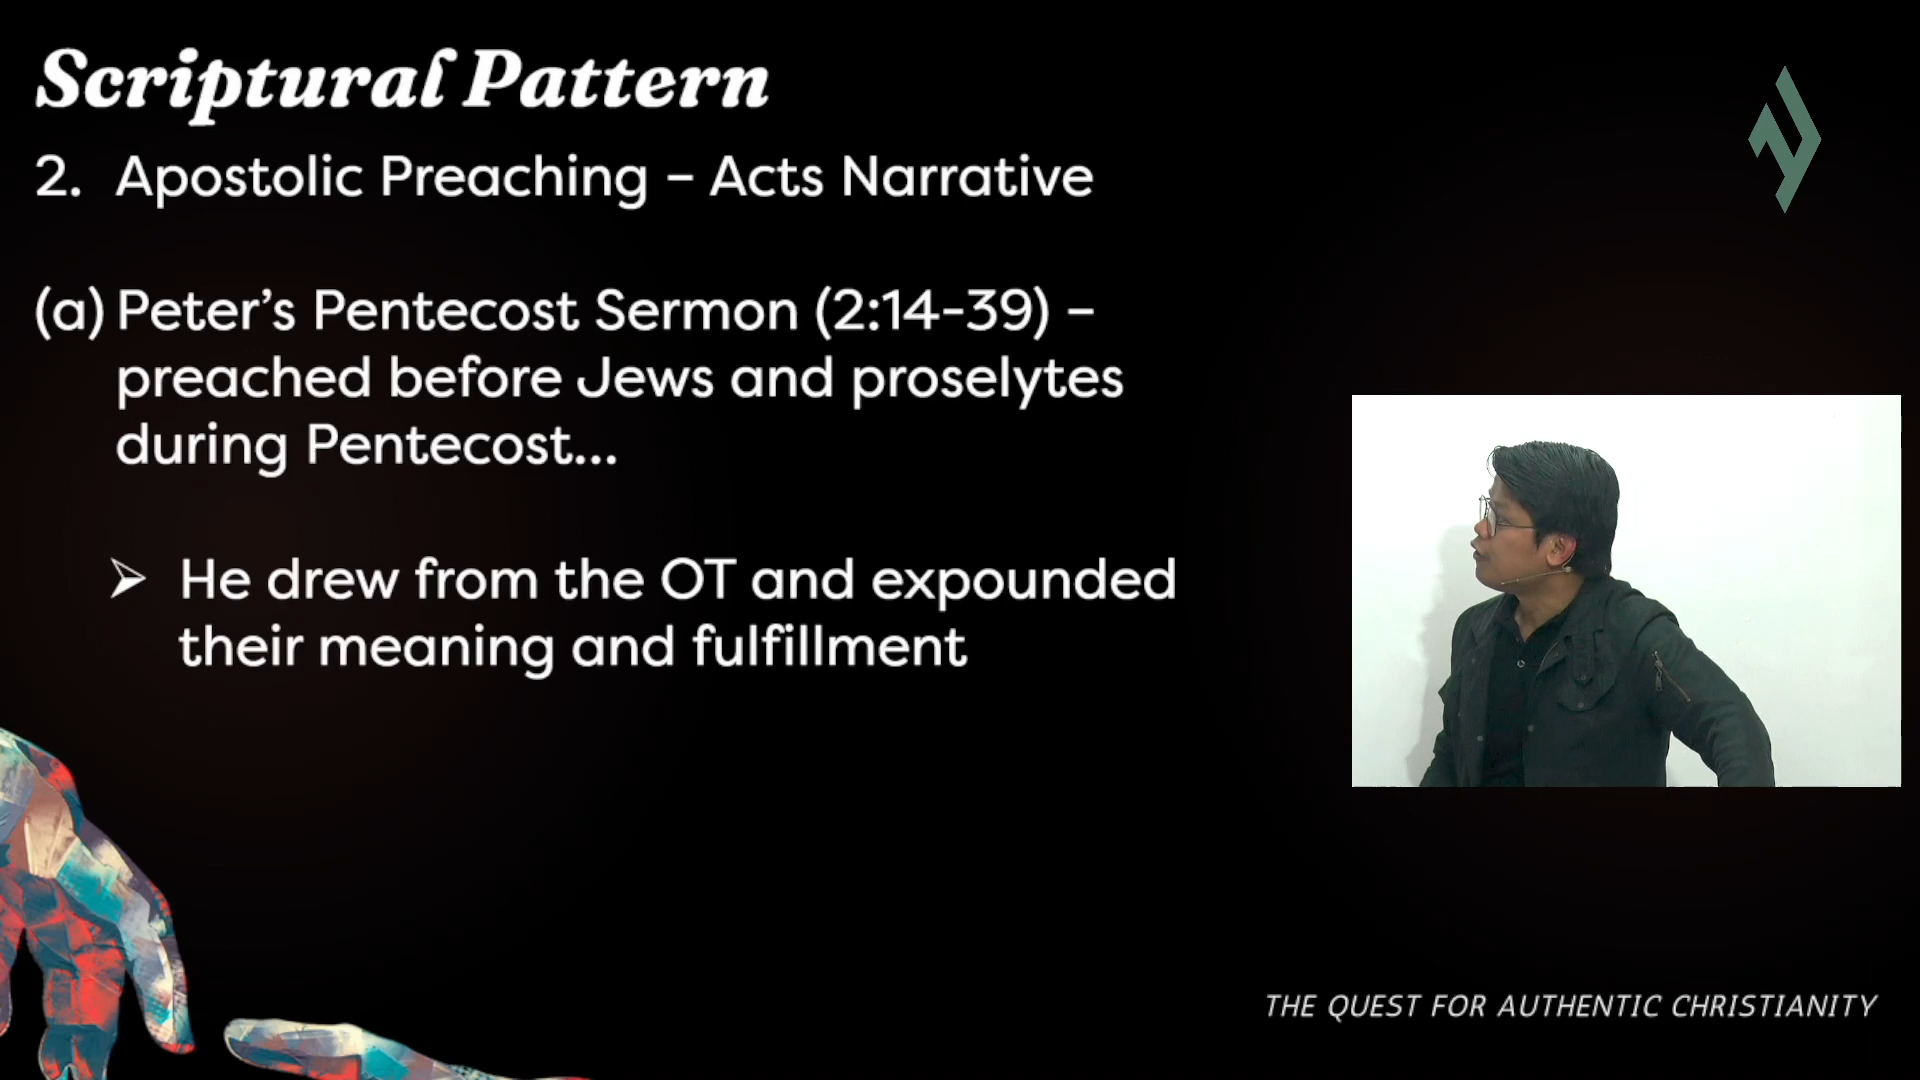 Scriptural Pattern
2. Apostolic Preaching – Acts Narrative
(a) Peter’s Pentecost Sermon (2:14-39) –
preached before Jews and proselytes
during Pentecost...
➢ He drew from the OT and expounded
their meaning and fulfillment
THE QUEST FOR AUTHENTIC CHRISTIANITY